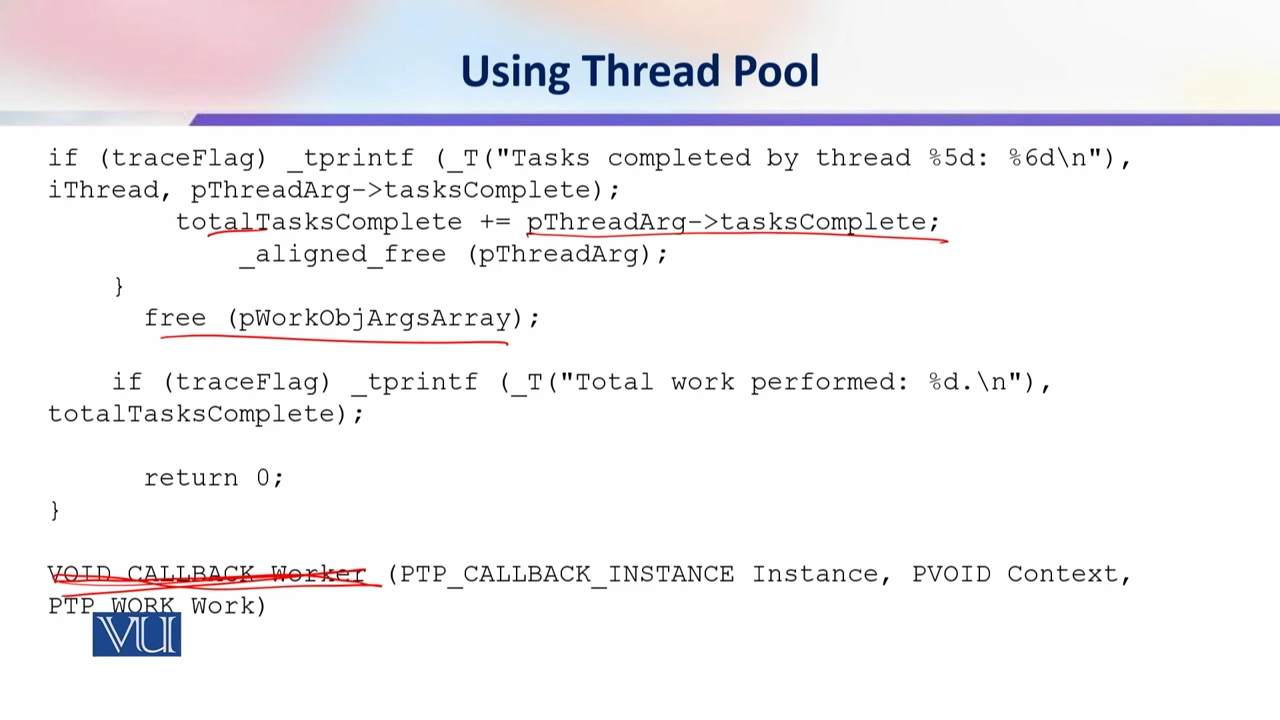 Using Thread Pool
if (traceFlag) _tprintf (_T("Tasks completed by thread %5d: %6d\n"),
iThread, pThreadArg->tasksComplete);
totalTasksComplete += pThreadArg->tasksComplete;
_aligned_free (pThreadArg);
}
free (pWorkObjArgsArray);
if (traceFlag) _tprintf (_T("Total work performed: %d.\n"),
totalTasksComplete);
return 0;
}
VOID CALLBACK Worker (PTP_CALLBACK_INSTANCE Instance, PVOID Context,
PTP_WORK Work)
VU